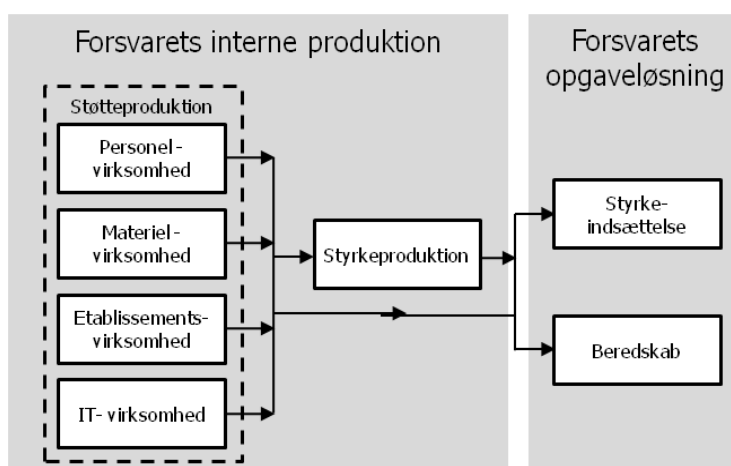 Forsvarets interne produktion
Støtteproduktion
Personel-
virksomhed
Materiel-
virksomhed
Etablissements-
virksomhed
IT- virksomhed
Styrkeproduktion
Forsvarets
opgaveløsning
Styrke-
indsættelse
Beredskab